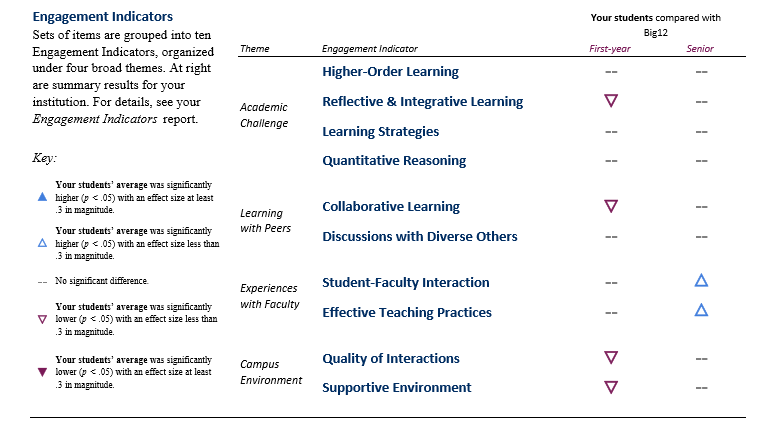 Engagement Indicators
Sets of items are grouped into ten
Engagement Indicators, organized
under four broad themes. At right
are summary results for your
institution. For details, see your
Engagement Indicators report.
Key:
Your students' average was significantly
higher (p < .05) with an effect size at least
.3 in magnitude.
Your students' average was significantly
higher (p < .05) with an effect size less than
.3 in magnitude.
-- No significant difference.
Your students' average was significantly
lower (p < .05) with an effect size less than
.3 in magnitude.
Your students' average was significantly
lower (p < .05) with an effect size at least
.3 in magnitude.
Your students compared with
Big12
Theme Engagement Indicator First-year Senior
Academic
Challenge
Higher-Order Learning -- --
Reflective & Integrative Learning ▽ --
Learning Strategies -- --
Quantitative Reasoning -- --
Learning
with Peers
Collaborative Learning ▽ --
Discussions with Diverse Others -- --
Experiences
with Faculty
Student-Faculty Interaction -- △
Effective Teaching Practices -- △
Campus
Environment
Quality of Interactions ▽ --
Supportive Environment ▽ --